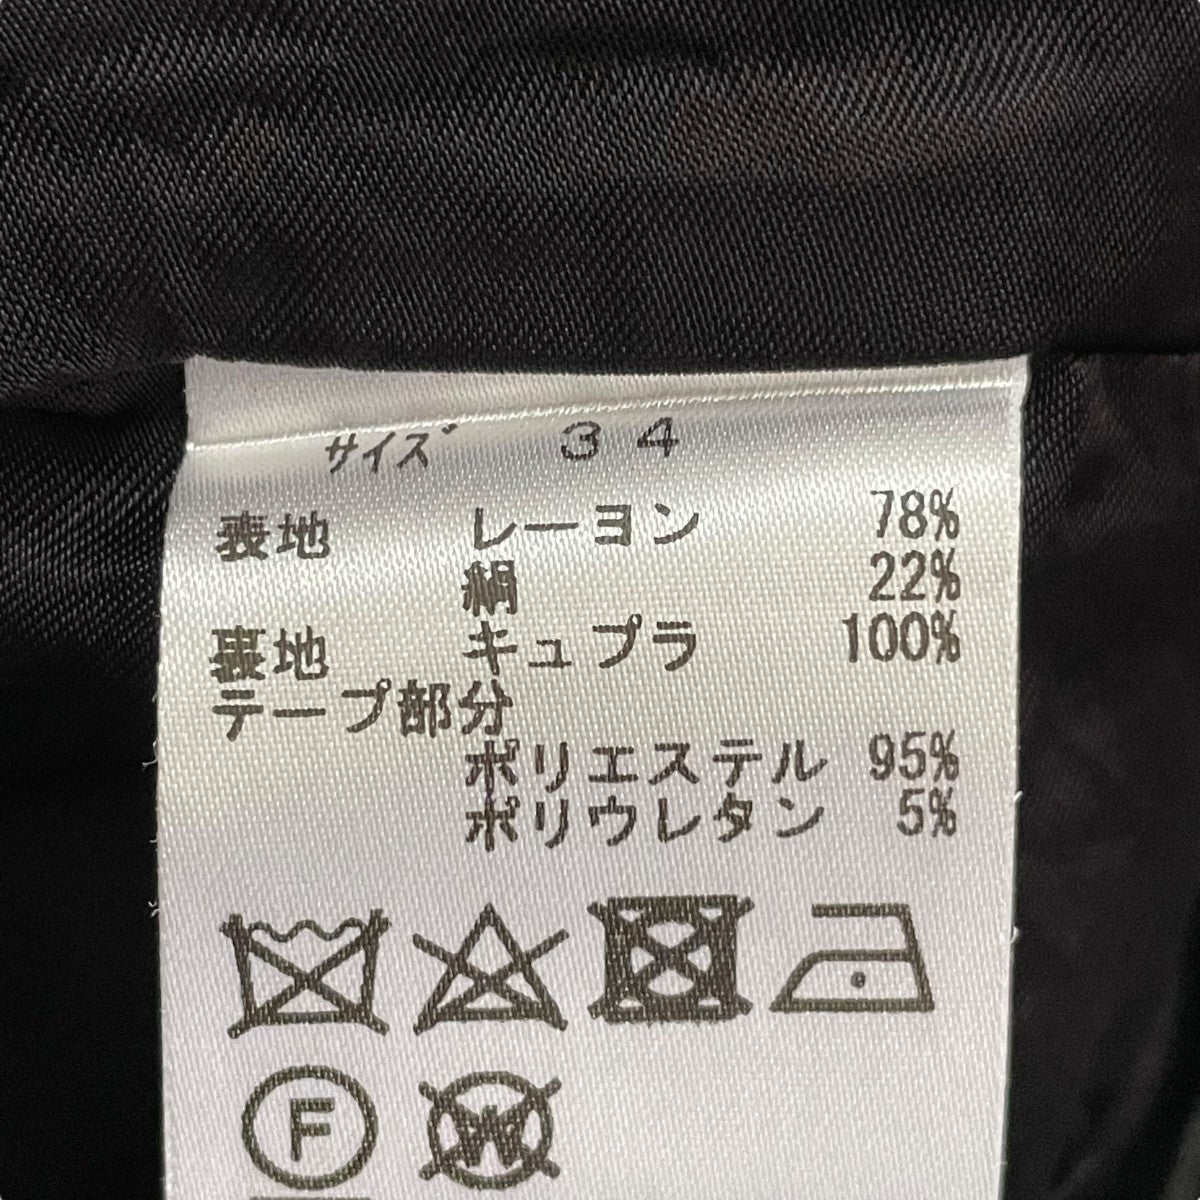 サイズ 34
表地 レーヨン 78%
絹 22%
裏地 キュプラ 100%
テープ部分
ポリエステル 95%
ポリウレタン 5%
F
W